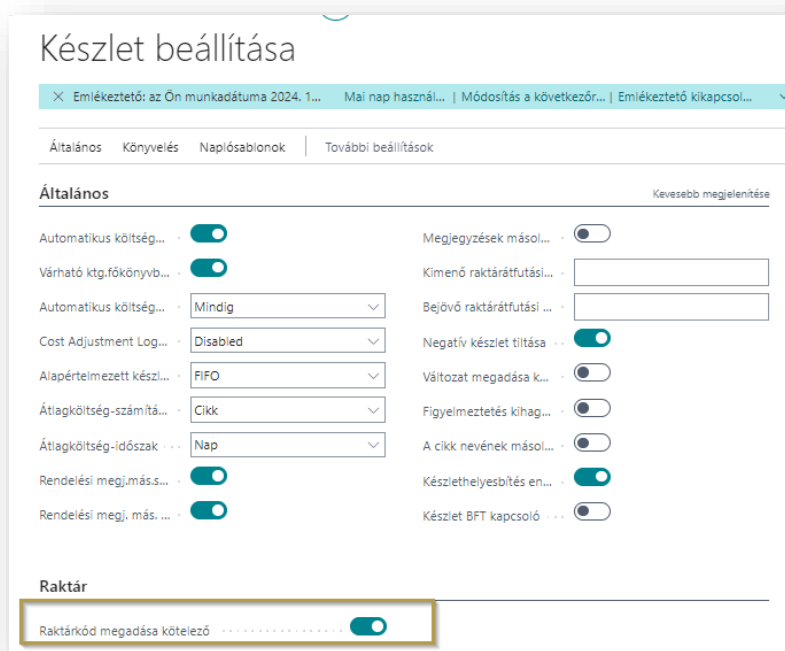 Készlet beállítása
Emlékeztető: az Ön munkadátuma 2024. 1... Mai nap használ... | Módosítás a következőr... | Emlékeztető kikapcsol...
Általános Könyvelés Naplósablonok További beállítások
Általános Kevesebb megjelenítése
Automatikus költség...
Várható ktg.főkönyvb...
Automatikus költség... Mindig
Cost Adjustment Log... Disabled
Alapértelmezett készl... FIFO
Átlagköltség-számítá... Cikk
Átlagköltség-időszak Nap
Rendelési megj.más.s...
Rendelési megj. más. ...
Megjegyzések másol...
Kimenő raktárátfutási...
Bejövő raktárátfutási ...
Negatív készlet tiltása
Változat megadása k...
Figyelmeztetés kihag...
A cikk nevének másol...
Készlethelyesbítés en...
Készlet BFT kapcsoló
Raktár
Raktárkód megadása kötelező